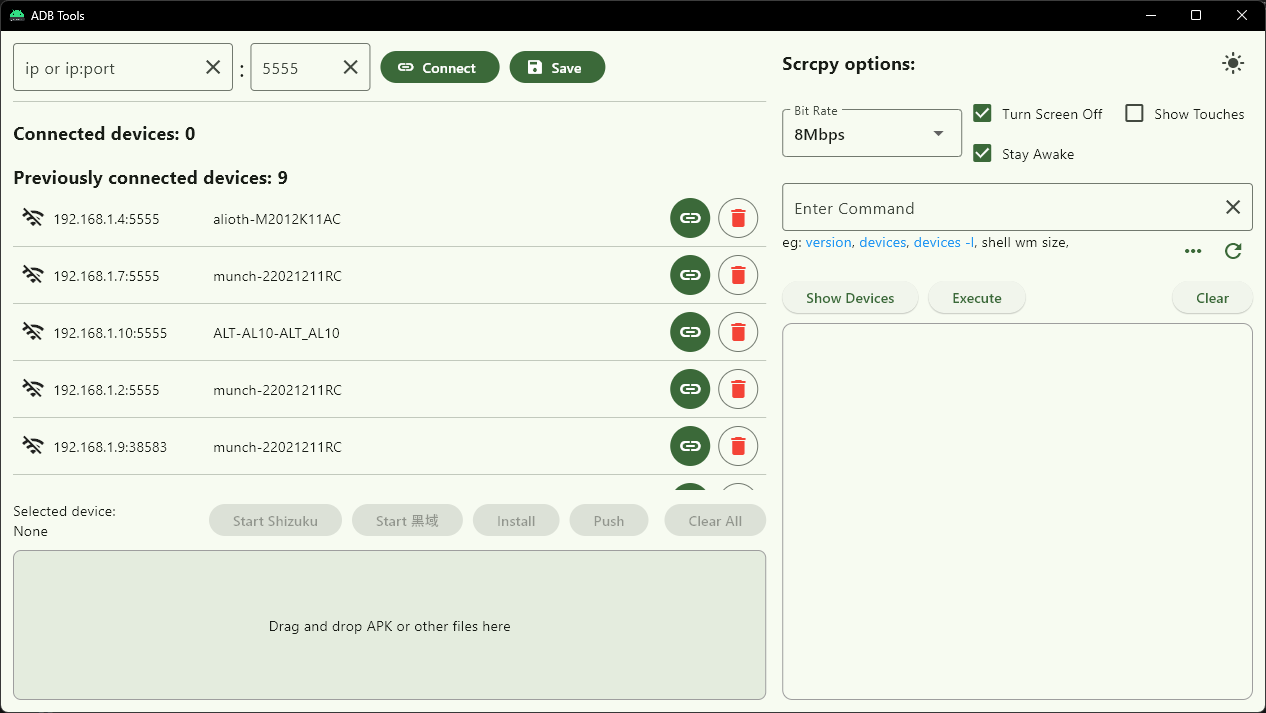 ADB Tools
ip or ip:port
:
5555
Connect
Save
Connected devices: 0
Previously connected devices: 9
192.168.1.4:5555 alioth-M2012K11AC
192.168.1.7:5555 munch-22021211RC
192.168.1.10:5555 ALT-AL10-ALT_AL10
192.168.1.2:5555 munch-22021211RC
192.168.1.9:38583 munch-22021211RC
Selected device:
None
Start Shizuku
Start 黑域
Install
Push
Clear All
Drag and drop APK or other files here
Scrcpy options:
Bit Rate
8Mbps
Turn Screen Off
Show Touches
Stay Awake
Enter Command
eg: version, devices, devices -l, shell wm size,
Show Devices
Execute
Clear